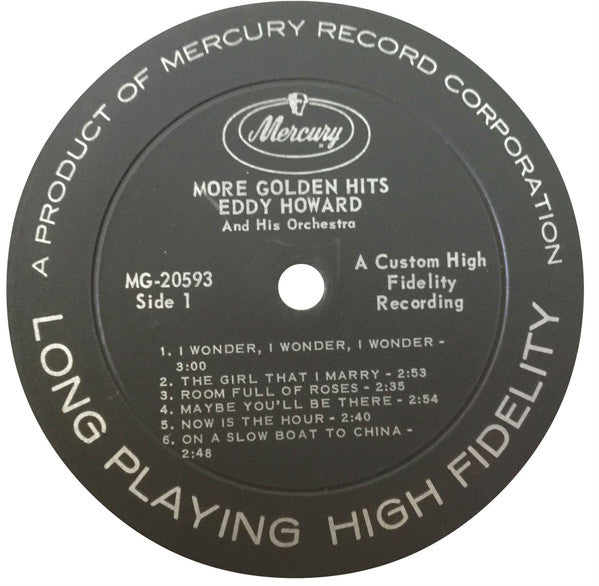 A PRODUCT OF MERCURY RECORD CORPORATION
Mercury
MORE GOLDEN HITS
EDDY HOWARD
And His Orchestra
MG-20593
Side 1
A Custom High
Fidelity
Recording
1. I WONDER, I WONDER, I WONDER -
3:00
2. THE GIRL THAT I MARRY - 2:53
3. ROOM FULL OF ROSES - 2:35
4. MAYBE YOU'LL BE THERE - 2:54
5. NOW IS THE HOUR - 2:40
6. ON A SLOW BOAT TO CHINA -
2:48
LONG PLAYING HIGH FIDELITY